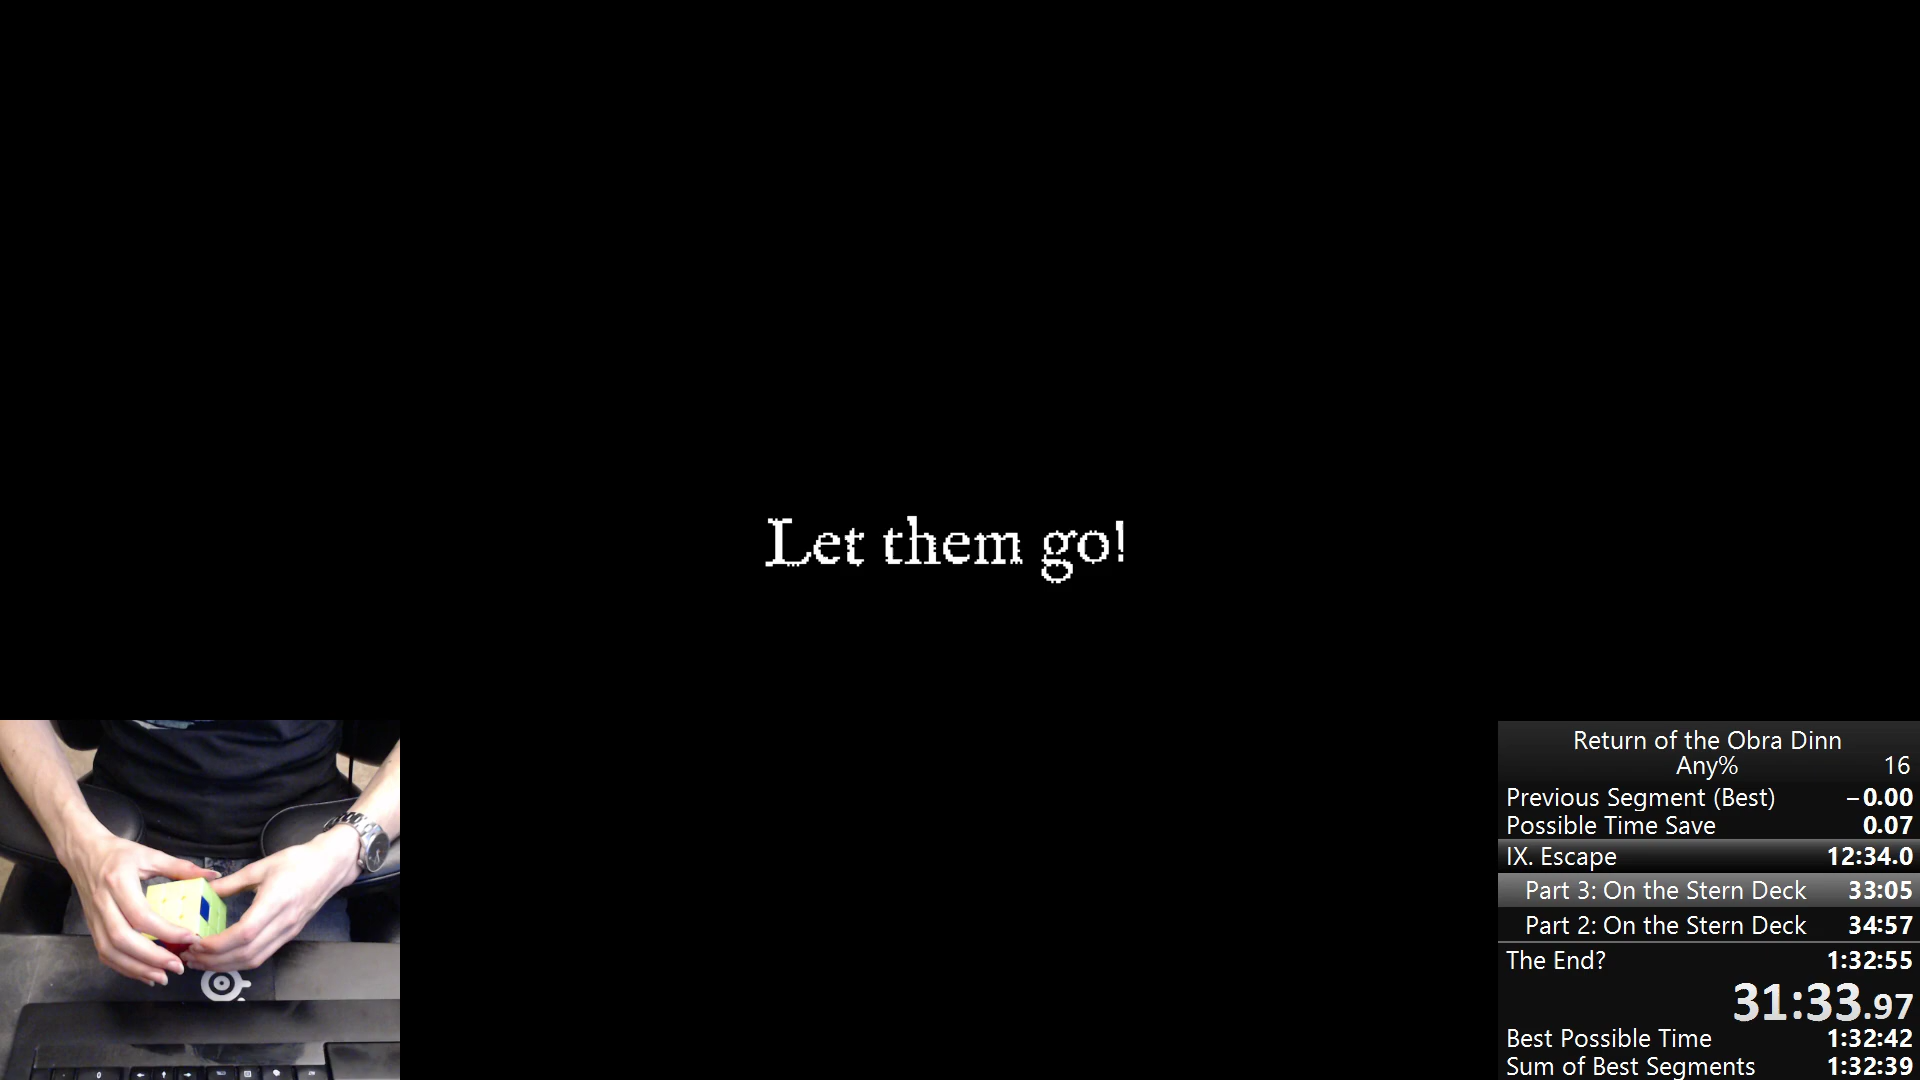 Let them go!
Return of the Obra Dinn
Any% 16
Previous Segment (Best) −0.00
Possible Time Save 0.07
IX. Escape 12:34.0
Part 3: On the Stern Deck 33:05
Part 2: On the Stern Deck 34:57
The End? 1:32:55
31:33.97
Best Possible Time 1:32:42
Sum of Best Segments 1:32:39